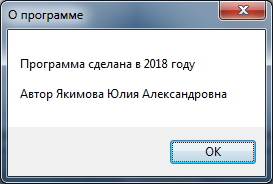 О программе
Программа сделана в 2018 году
Автор Якимова Юлия Александровна
OK